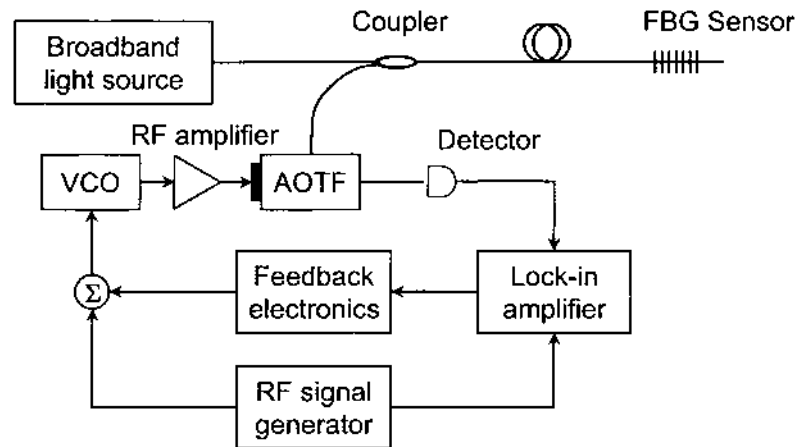 Coupler
FBG Sensor
Broadband
light source
RF amplifier
Detector
VCO
AOTF
Feedback
electronics
Lock-in
amplifier
Σ
RF signal
generator